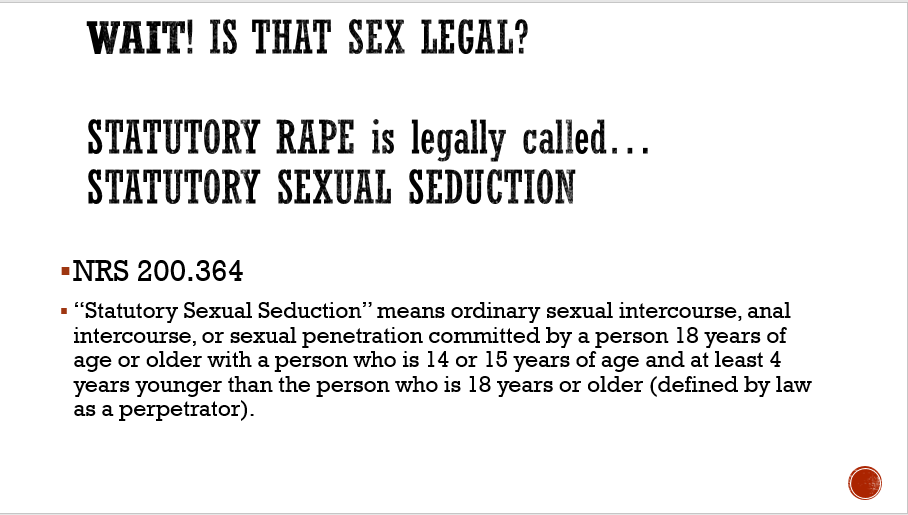 WAIT! IS THAT SEX LEGAL?
STATUTORY RAPE is legally called...
STATUTORY SEXUAL SEDUCTION
NRS 200.364
“Statutory Sexual Seduction” means ordinary sexual intercourse, anal
intercourse, or sexual penetration committed by a person 18 years of
age or older with a person who is 14 or 15 years of age and at least 4
years younger than the person who is 18 years or older (defined by law
as a perpetrator).